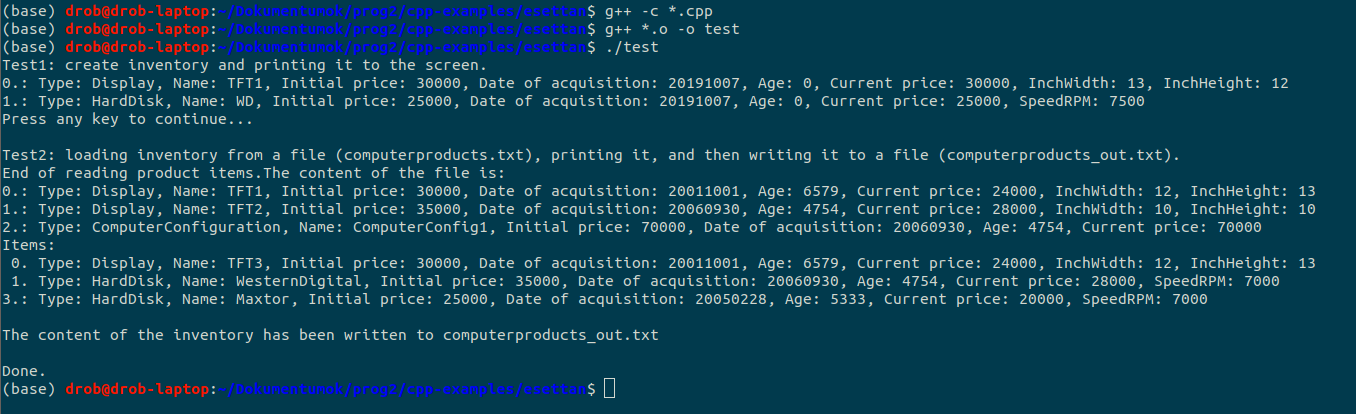 (base) drob@drob-laptop:~/Dokumentumok/prog2/cpp-examples/esettan$ g++ -c *.cpp
(base) drob@drob-laptop:~/Dokumentumok/prog2/cpp-examples/esettan$ g++ *.o -o test
(base) drob@drob-laptop:~/Dokumentumok/prog2/cpp-examples/esettan$ ./test
Test1: create inventory and printing it to the screen.
0.: Type: Display, Name: TFT1, Initial price: 30000, Date of acquisition: 20191007, Age: 0, Current price: 30000, InchWidth: 13, InchHeight: 12
1.: Type: HardDisk, Name: WD, Initial price: 25000, Date of acquisition: 20191007, Age: 0, Current price: 25000, SpeedRPM: 7500
Press any key to continue...
Test2: loading inventory from a file (computerproducts.txt), printing it, and then writing it to a file (computerproducts_out.txt).
End of reading product items.The content of the file is:
0.: Type: Display, Name: TFT1, Initial price: 30000, Date of acquisition: 20011001, Age: 6579, Current price: 24000, InchWidth: 12, InchHeight: 13
1.: Type: Display, Name: TFT2, Initial price: 35000, Date of acquisition: 20060930, Age: 4754, Current price: 28000, InchWidth: 10, InchHeight: 10
2.: Type: ComputerConfiguration, Name: ComputerConfig1, Initial price: 70000, Date of acquisition: 20060930, Age: 4754, Current price: 70000
Items:
 0. Type: Display, Name: TFT3, Initial price: 30000, Date of acquisition: 20011001, Age: 6579, Current price: 24000, InchWidth: 12, InchHeight: 13
 1. Type: HardDisk, Name: WesternDigital, Initial price: 35000, Date of acquisition: 20060930, Age: 4754, Current price: 28000, SpeedRPM: 7000
3.: Type: HardDisk, Name: Maxtor, Initial price: 25000, Date of acquisition: 20050228, Age: 5333, Current price: 20000, SpeedRPM: 7000
The content of the inventory has been written to computerproducts_out.txt
Done.
(base) drob@drob-laptop:~/Dokumentumok/prog2/cpp-examples/esettan$